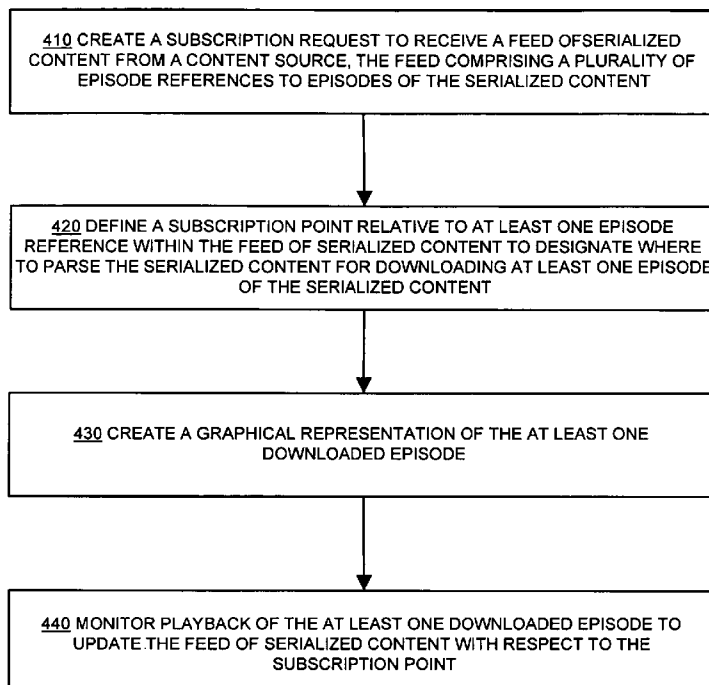 410 CREATE A SUBSCRIPTION REQUEST TO RECEIVE A FEED OFSERIALIZED
CONTENT FROM A CONTENT SOURCE, THE FEED COMPRISING A PLURALITY OF
EPISODE REFERENCES TO EPISODES OF THE SERIALIZED CONTENT
420 DEFINE A SUBSCRIPTION POINT RELATIVE TO AT LEAST ONE EPISODE
REFERENCE WITHIN THE FEED OF SERIALIZED CONTENT TO DESIGNATE WHERE
TO PARSE THE SERIALIZED CONTENT FOR DOWNLOADING AT LEAST ONE EPISODE
OF THE SERIALIZED CONTENT
430 CREATE A GRAPHICAL REPRESENTATION OF THE AT LEAST ONE
DOWNLOADED EPISODE
440 MONITOR PLAYBACK OF THE AT LEAST ONE DOWNLOADED EPISODE TO
UPDATE THE FEED OF SERIALIZED CONTENT WITH RESPECT TO THE
SUBSCRIPTION POINT